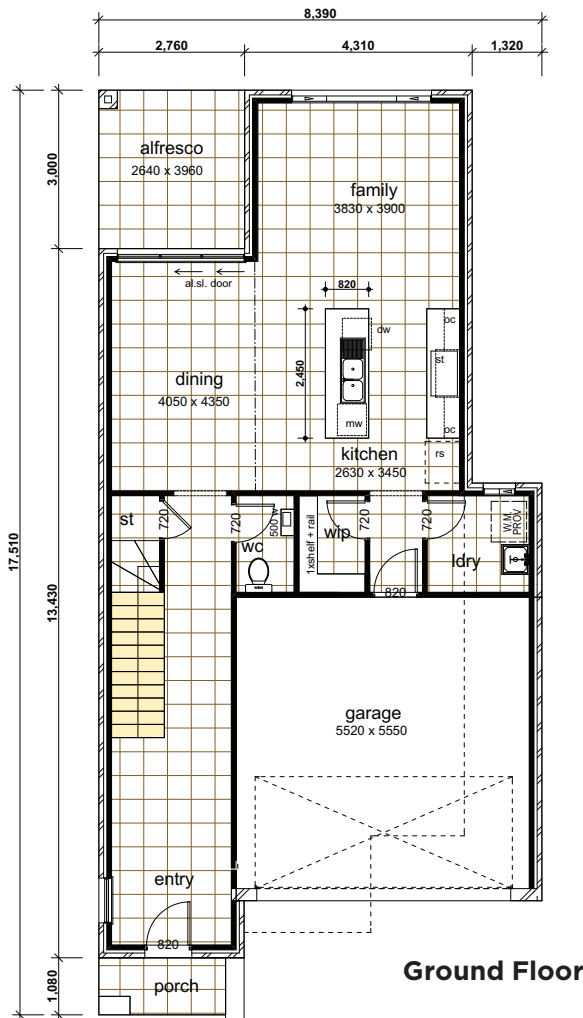 8,390
2,760 4,310 1,320
3,000
alfresco
2640 x 3960
family
3830 x 3900
al.sl. door
820
oc
dw
st
2,450
dining
4050 x 4350
mw
oc
kitchen
2630 x 3450
rs
17,510
13,430
st
720
720
500 w
wc
1xshelf + rail
wip
720
720
W.M.
PROV.
ldry
820
garage
5520 x 5550
entry
820
1,080
porch
Ground Floor